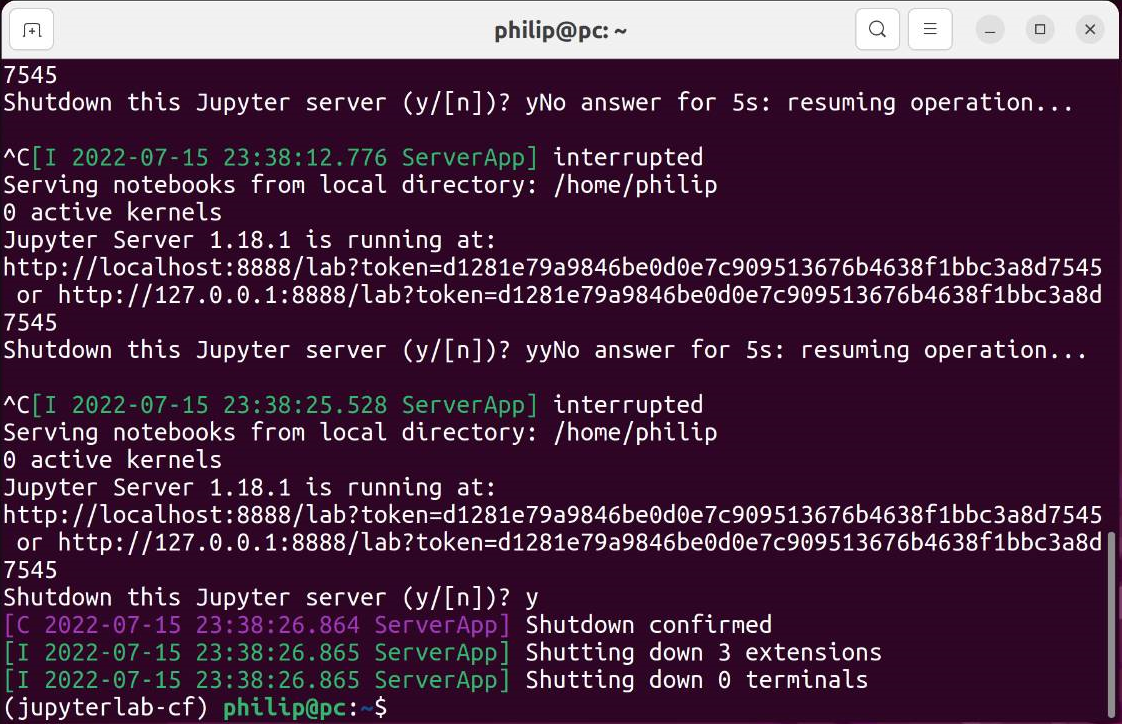 philip@pc: ~
7545
Shutdown this Jupyter server (y/[n])? yNo answer for 5s: resuming operation...
^C[I 2022-07-15 23:38:12.776 ServerApp] interrupted
Serving notebooks from local directory: /home/philip
0 active kernels
Jupyter Server 1.18.1 is running at:
http://localhost:8888/lab?token=d1281e79a9846be0d0e7c909513676b4638f1bbc3a8d7545
 or http://127.0.0.1:8888/lab?token=d1281e79a9846be0d0e7c909513676b4638f1bbc3a8d
7545
Shutdown this Jupyter server (y/[n])? yyNo answer for 5s: resuming operation...
^C[I 2022-07-15 23:38:25.528 ServerApp] interrupted
Serving notebooks from local directory: /home/philip
0 active kernels
Jupyter Server 1.18.1 is running at:
http://localhost:8888/lab?token=d1281e79a9846be0d0e7c909513676b4638f1bbc3a8d7545
 or http://127.0.0.1:8888/lab?token=d1281e79a9846be0d0e7c909513676b4638f1bbc3a8d
7545
Shutdown this Jupyter server (y/[n])? y
[C 2022-07-15 23:38:26.864 ServerApp] Shutdown confirmed
[I 2022-07-15 23:38:26.865 ServerApp] Shutting down 3 extensions
[I 2022-07-15 23:38:26.865 ServerApp] Shutting down 0 terminals
(jupyterlab-cf) philip@pc:~$